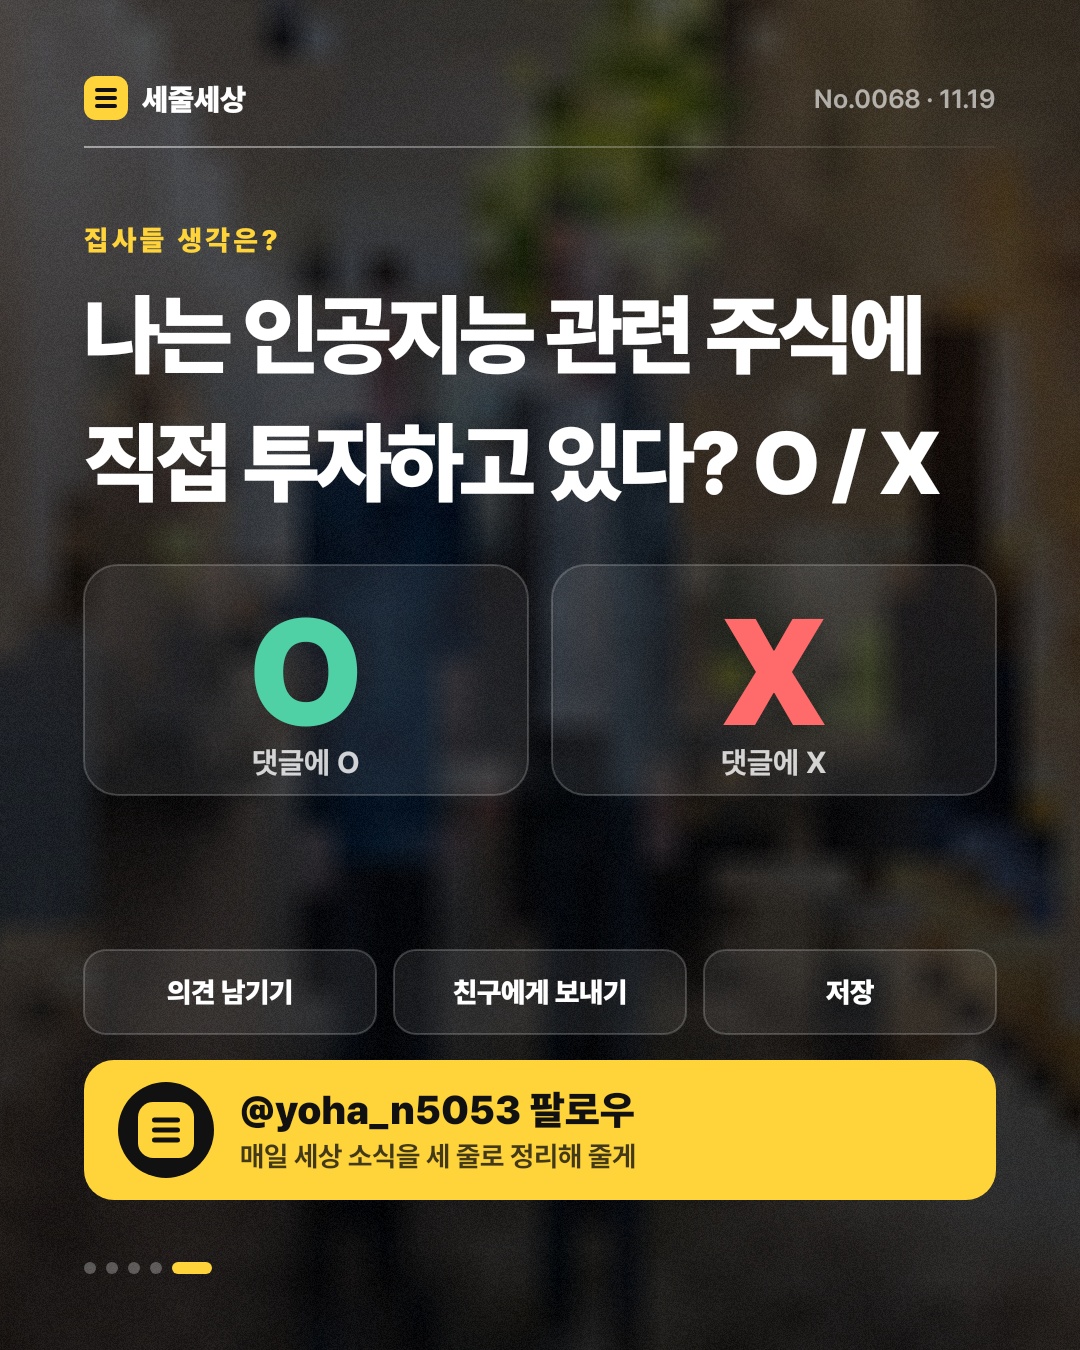 세줄세상
No.0068 · 11.19
집사들 생각은?
나는 인공지능 관련 주식에
직접 투자하고 있다? O / X
O
댓글에 O
X
댓글에 X
의견 남기기
친구에게 보내기
저장
@yoha_n5053 팔로우
매일 세상 소식을 세 줄로 정리해 줄게